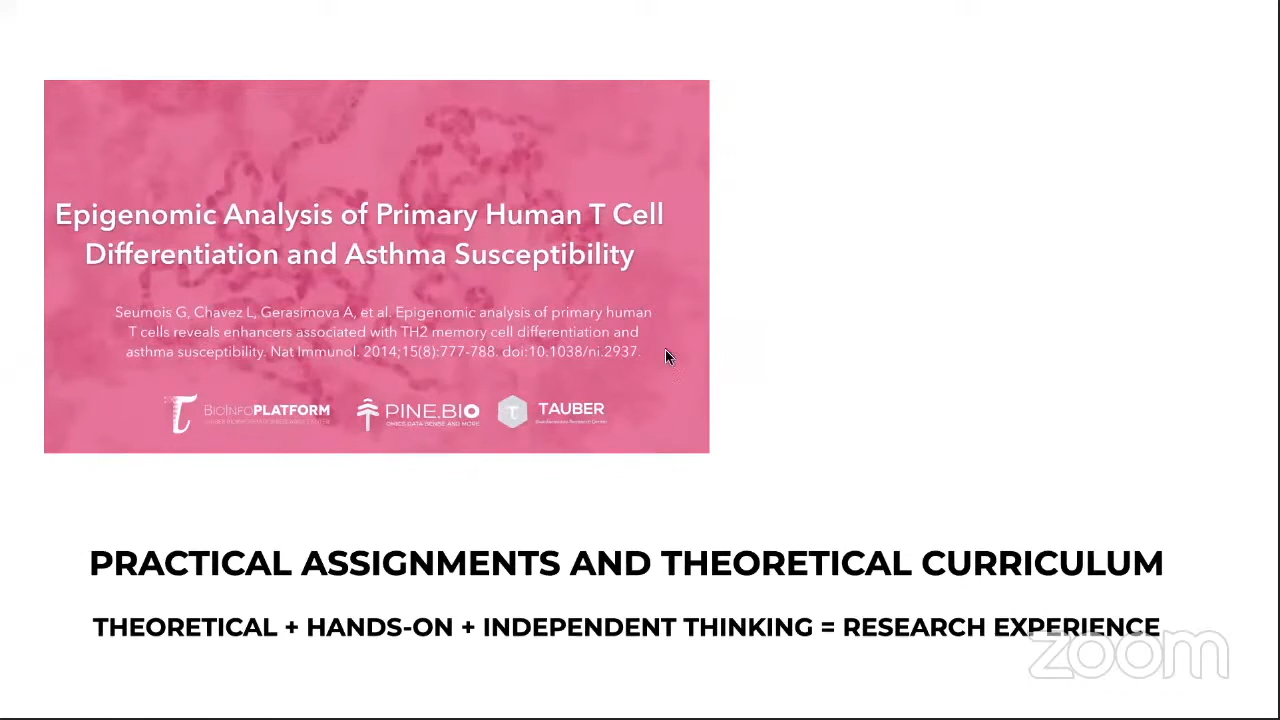 Epigenomic Analysis of Primary Human T Cell
Differentiation and Asthma Susceptibility
Seumois G, Chavez L, Gerasimova A, et al. Epigenomic analysis of primary human
T cells reveals enhancers associated with TH2 memory cell differentiation and
asthma susceptibility. Nat Immunol. 2014;15(8):777-788. doi:10.1038/ni.2937.
BIOINFOPLATFORM
PINE.BIO
OMICS DATA SENSE AND MORE
TAUBER
Bioinformatics Research Center
PRACTICAL ASSIGNMENTS AND THEORETICAL CURRICULUM
THEORETICAL + HANDS-ON + INDEPENDENT THINKING = RESEARCH EXPERIENCE
zoom